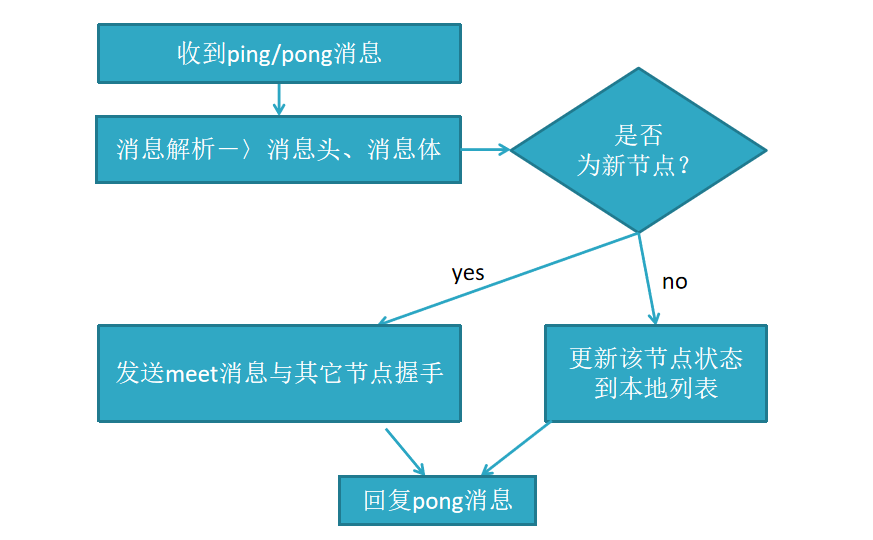 收到ping/pong消息
消息解析－〉消息头、消息体
是否
为新节点？
yes
no
发送meet消息与其它节点握手
更新该节点状态
到本地列表
回复pong消息